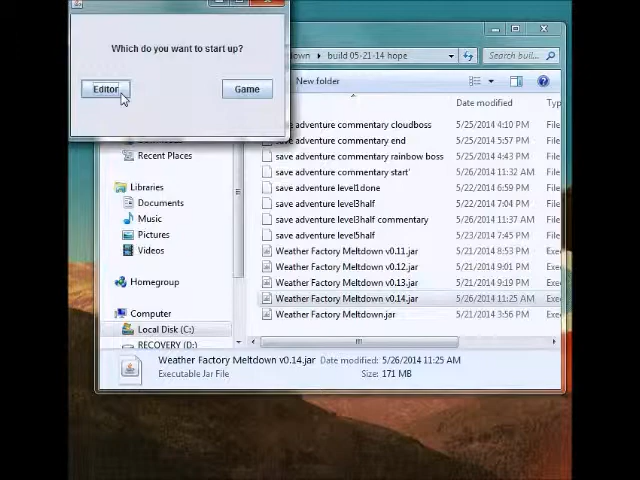 Which do you want to start up?
Editor
Game
build 05-21-14 hope
Search buil...
New folder
Date modified
save adventure commentary cloudboss 5/25/2014 4:10 PM File
save adventure commentary end 5/25/2014 5:57 PM File
save adventure commentary rainbow boss 5/25/2014 4:43 PM File
save adventure commentary start' 5/26/2014 11:32 AM File
save adventure level1done 5/22/2014 6:59 PM File
save adventure level3half 5/22/2014 7:04 PM File
save adventure level3half commentary 5/26/2014 11:37 AM File
save adventure level5half 5/23/2014 7:45 PM File
Weather Factory Meltdown v0.11.jar 5/21/2014 8:53 PM Exec
Weather Factory Meltdown v0.12.jar 5/21/2014 9:01 PM Exec
Weather Factory Meltdown v0.13.jar 5/21/2014 9:19 PM Exec
Weather Factory Meltdown v0.14.jar 5/26/2014 11:25 AM Exec
Weather Factory Meltdown.jar 5/21/2014 3:56 PM Exec
Recent Places
Libraries
Documents
Music
Pictures
Videos
Homegroup
Computer
Local Disk (C:)
RECOVERY (D:)
Weather Factory Meltdown v0.14.jar Date modified: 5/26/2014 11:25 AM
Executable Jar File Size: 171 MB